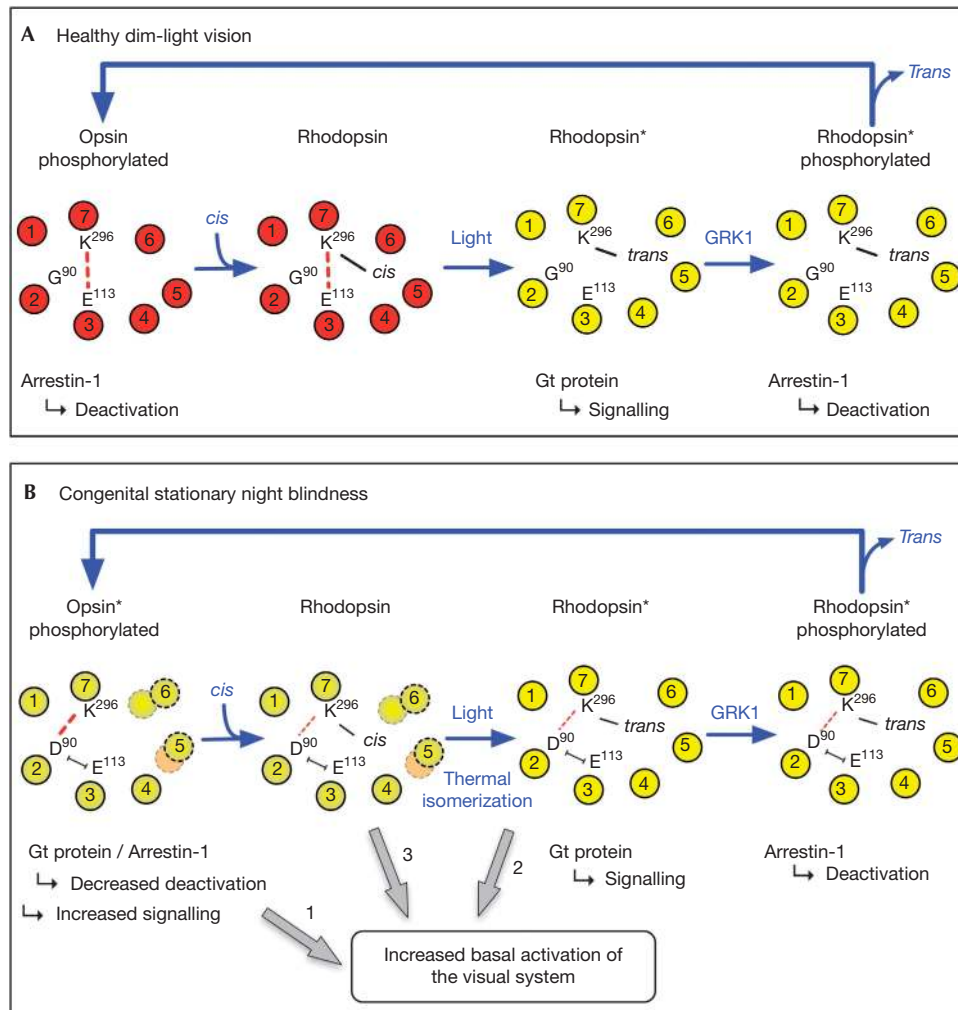 A Healthy dim-light vision
Trans
Opsin
phosphorylated
Rhodopsin
Rhodopsin*
Rhodopsin*
phosphorylated
1
7
6
K296
G90
E113
2
5
3
4
cis
1
7
6
K296
cis
G90
E113
2
5
3
4
Light
1
7
6
K296
trans
G90
E113
2
5
3
4
GRK1
1
7
6
K296
trans
G90
E113
2
5
3
4
Arrestin-1
↳ Deactivation
Gt protein
↳ Signalling
Arrestin-1
↳ Deactivation
B Congenital stationary night blindness
Trans
Opsin*
phosphorylated
Rhodopsin
Rhodopsin*
Rhodopsin*
phosphorylated
1
7
6
K296
D90
E113
2
5
3
4
cis
1
7
6
K296
cis
D90
E113
2
5
3
4
Light
Thermal
isomerization
1
7
6
K296
trans
D90
E113
2
5
3
4
GRK1
1
7
6
K296
trans
D90
E113
2
5
3
4
Gt protein / Arrestin-1
↳ Decreased deactivation
↳ Increased signalling
1
3
2
Gt protein
↳ Signalling
Arrestin-1
↳ Deactivation
Increased basal activation of
the visual system